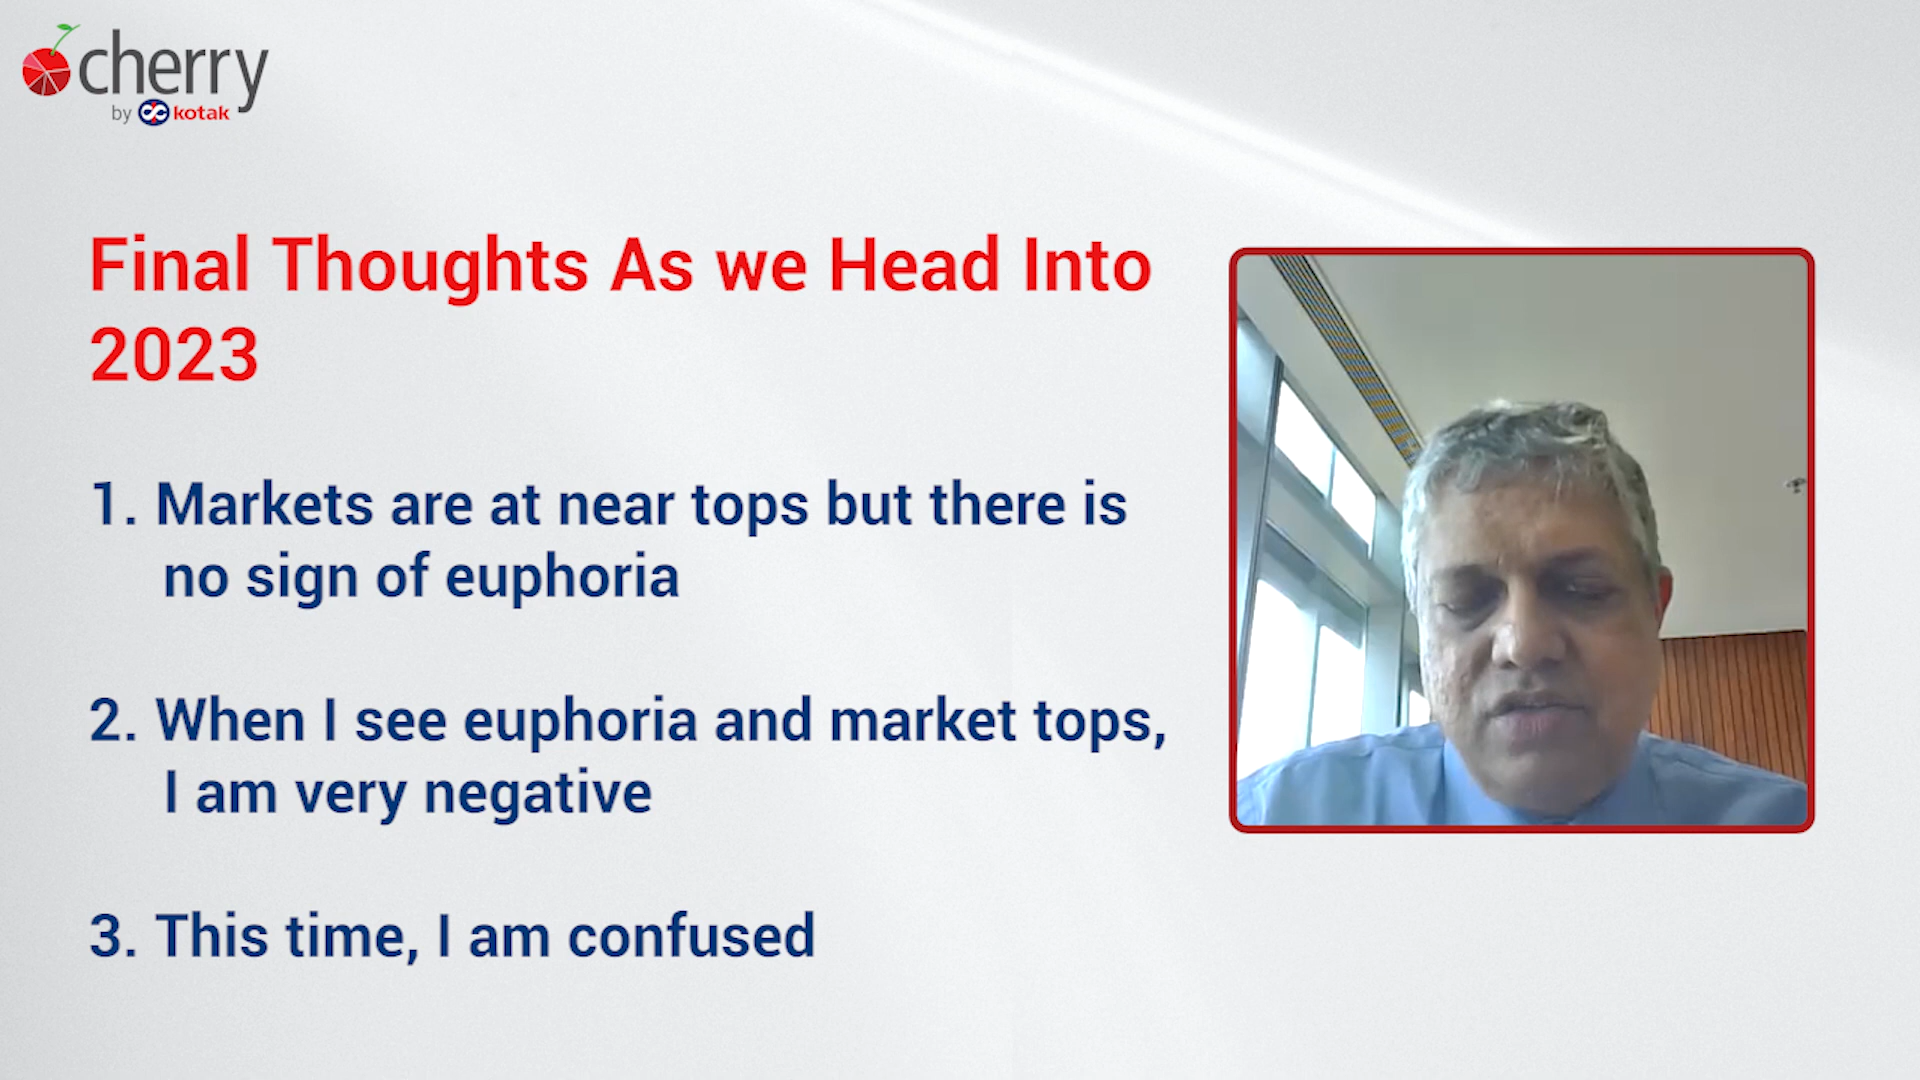 cherry
by kotak
Final Thoughts As we Head Into
2023
1. Markets are at near tops but there is
no sign of euphoria
2. When I see euphoria and market tops,
I am very negative
3. This time, I am confused